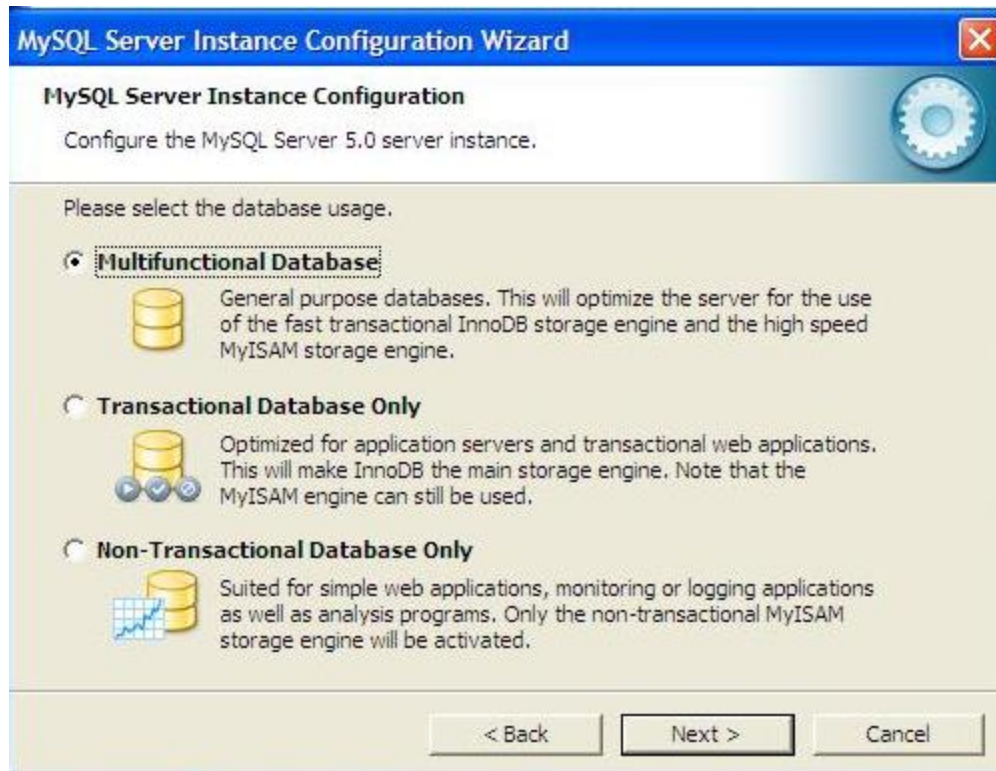 MySQL Server Instance Configuration Wizard
MySQL Server Instance Configuration
Configure the MySQL Server 5.0 server instance.
Please select the database usage.
Multifunctional Database
General purpose databases. This will optimize the server for the use
of the fast transactional InnoDB storage engine and the high speed
MyISAM storage engine.
Transactional Database Only
Optimized for application servers and transactional web applications.
This will make InnoDB the main storage engine. Note that the
MyISAM engine can still be used.
Non-Transactional Database Only
Suited for simple web applications, monitoring or logging applications
as well as analysis programs. Only the non-transactional MyISAM
storage engine will be activated.
< Back
Next >
Cancel